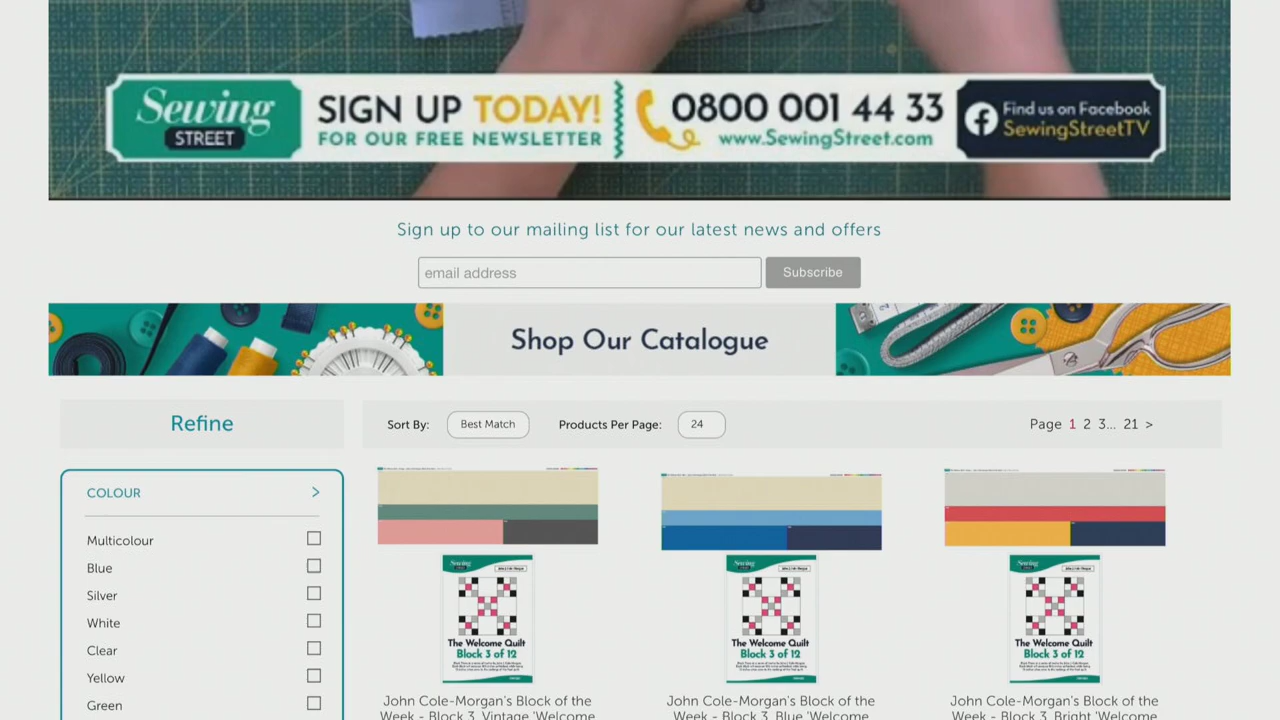 Sewing
STREET
SIGN UP TODAY!
FOR OUR FREE NEWSLETTER
0800 001 44 33
www.SewingStreet.com
Find us on Facebook
SewingStreetTV
Sign up to our mailing list for our latest news and offers
email address
Subscribe
Shop Our Catalogue
Refine
Sort By:
Best Match
Products Per Page:
24
Page 1 2 3... 21 >
COLOUR >
Multicolour
Blue
Silver
White
Clear
Yellow
Green
Sewing
The Welcome Quilt
Block 3 of 12
John Cole-Morgan's Block of the
Week - Block 3 Vintage 'Welcome
Sewing
The Welcome Quilt
Block 3 of 12
John Cole-Morgan's Block of the
Week - Block 3 Blue 'Welcome
Sewing
The Welcome Quilt
Block 3 of 12
John Cole-Morgan's Block of the
Week - Block 3 Bright 'Welcome